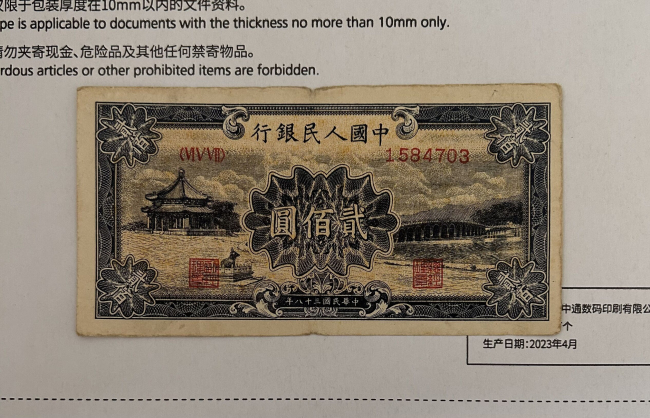 又限于包装厚度在10mm以内的文件资料。
pe is applicable to documents with the thickness no more than 10mm only.
请勿夹寄现金、危险品及其他任何禁寄物品。
rdous articles or other prohibited items are forbidden.
行銀民人國中
1584703
圓佰貳
年八十三國民華中
中通数码印刷有限公
个
生产日期：2023年4月